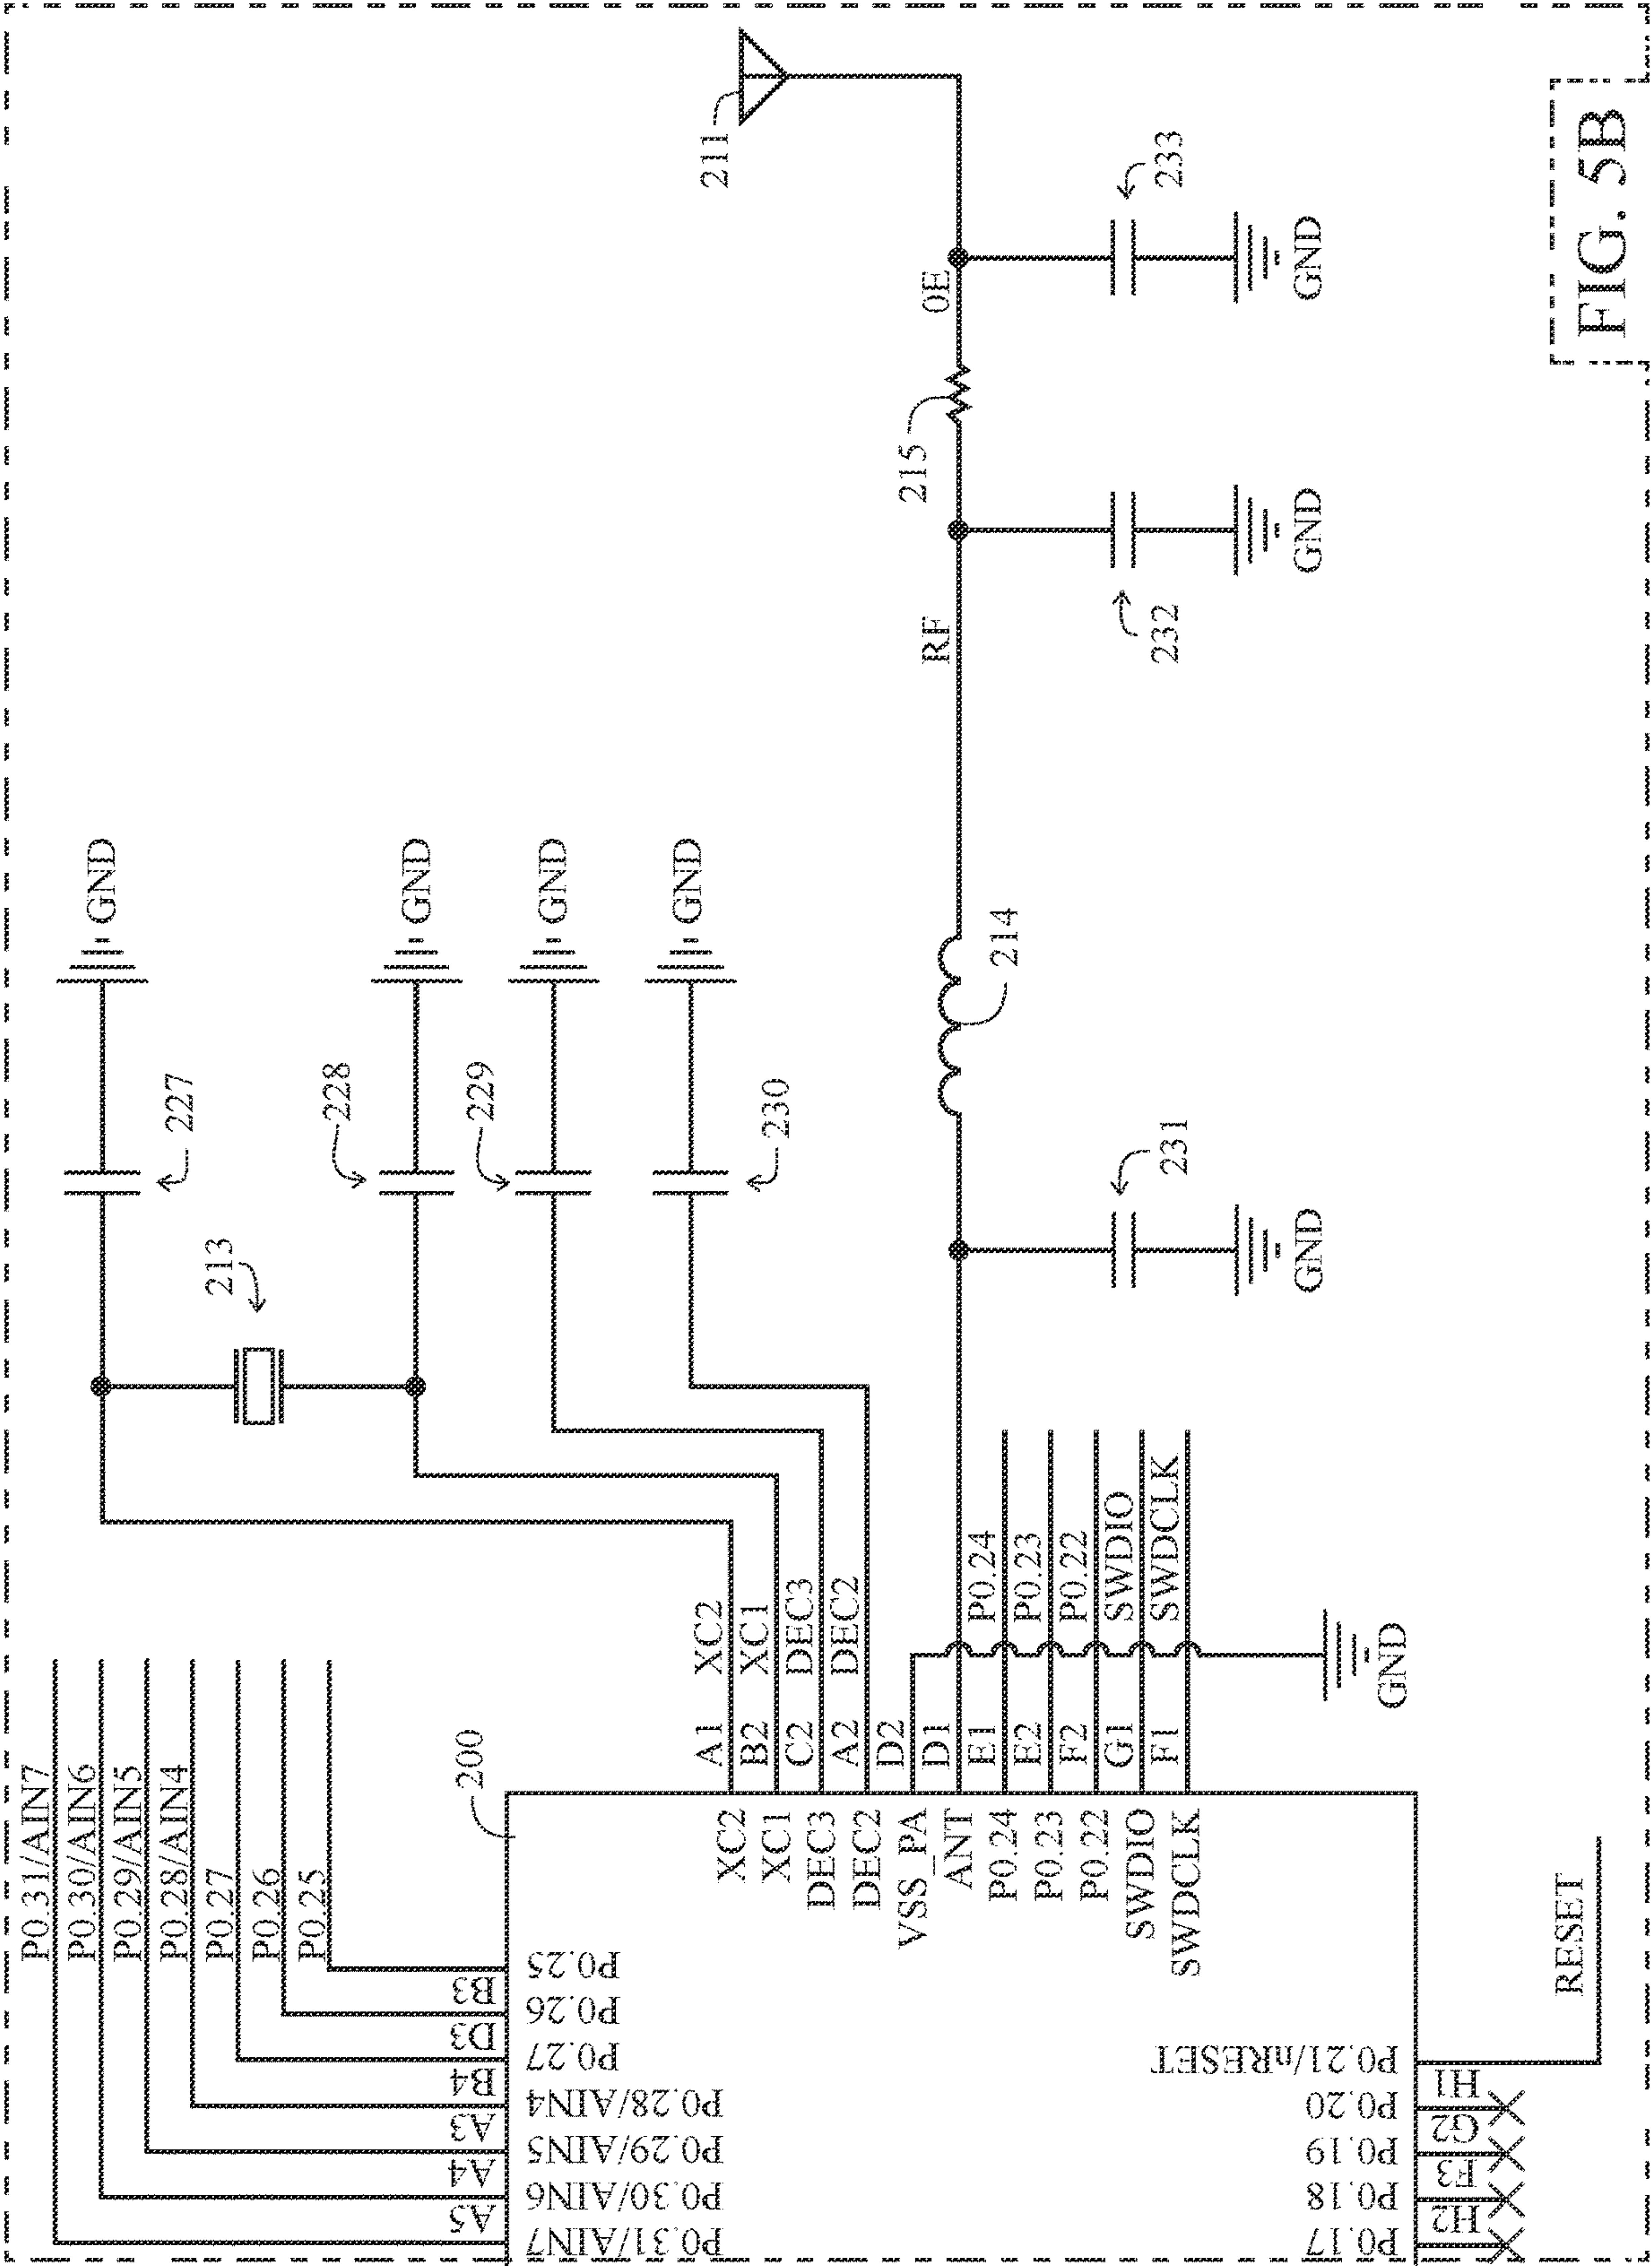 P0.31/AIN7
P0.30/AIN6
P0.29/AIN5
P0.28/AIN4
P0.27
P0.26
P0.25
GND
GND
GND
GND
227
228
229
230
213
211
200
A5
A4
A3
B4
D3
B3
P0.31/AIN7
P0.30/AIN6
P0.29/AIN5
P0.28/AIN4
P0.27
P0.26
P0.25
XC2 A1 XC2
XC1 B2 XC1
DEC3 C2 DEC3
DEC2 A2 DEC2
VSS_PA D2
ANT D1
P0.24 E1 P0.24
P0.23 E2 P0.23
P0.22 F2 P0.22
SWDIO G1 SWDIO
SWDCLK F1 SWDCLK
GND
214
RF
215
0E
231
232
233
GND
GND
GND
P0.17
P0.18
P0.19
P0.20
P0.21/nRESET
H2
F3
G2
H1
RESET
FIG. 5B